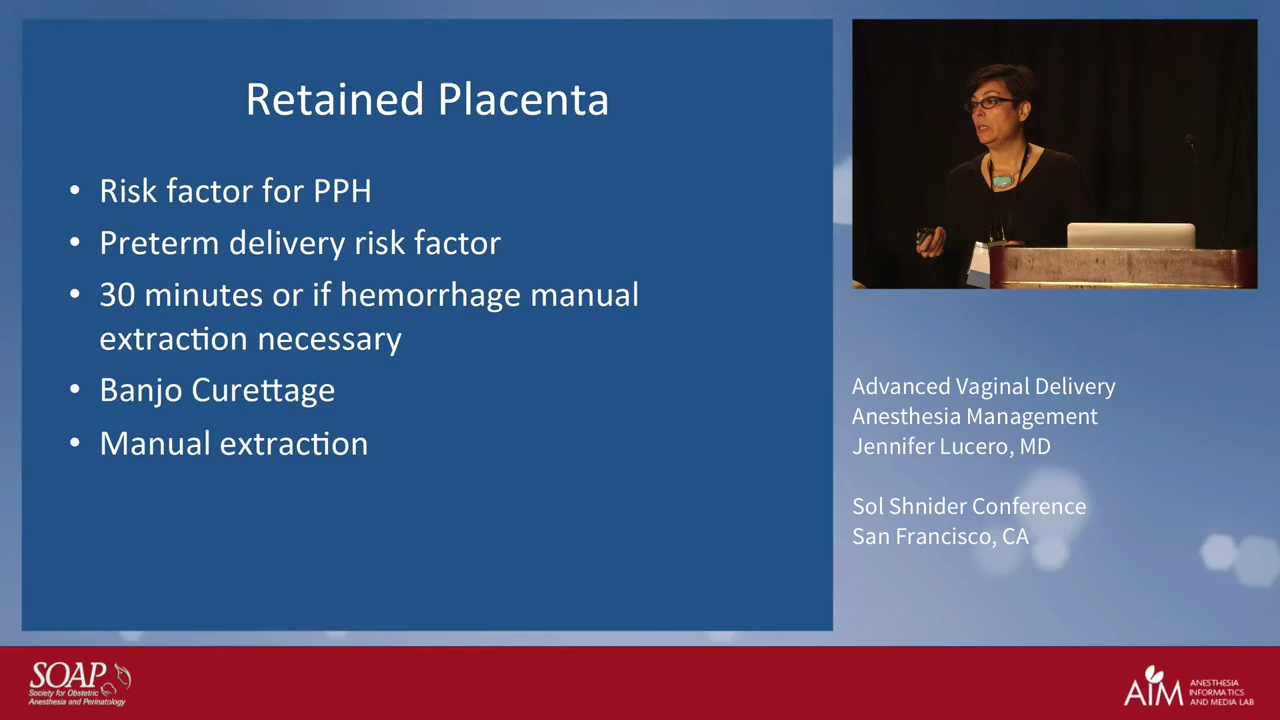 Retained Placenta
• Risk factor for PPH
• Preterm delivery risk factor
• 30 minutes or if hemorrhage manual
extraction necessary
• Banjo Curettage
• Manual extraction
Advanced Vaginal Delivery
Anesthesia Management
Jennifer Lucero, MD
Sol Shnider Conference
San Francisco, CA
SOAP
Society for Obstetric
Anesthesia and Perinatology
AIM
ANESTHESIA
INFORMATICS
AND MEDIA LAB